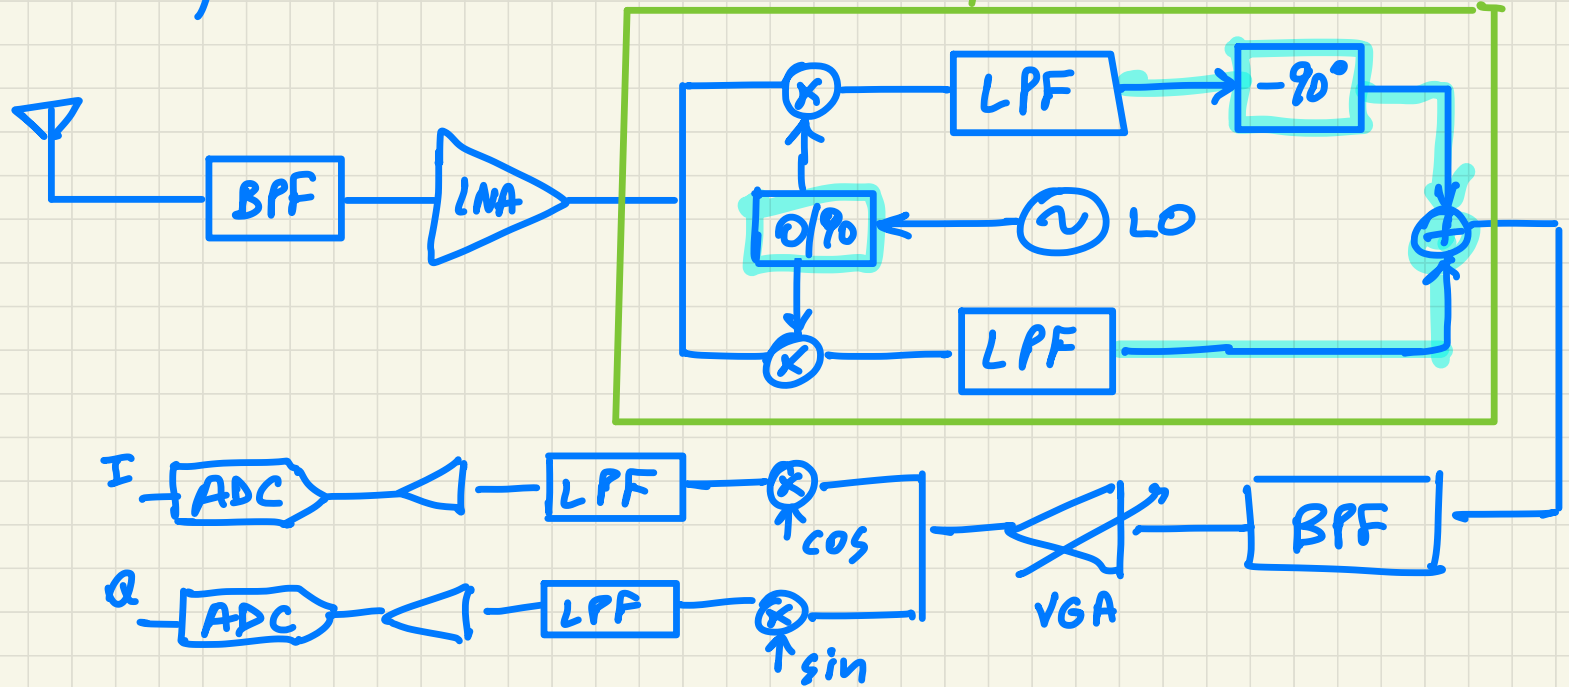 LPF
-90°
BPF
LNA
0/90
LO
LPF
I
ADC
LPF
cos
VGA
BPF
Q
ADC
LPF
sin